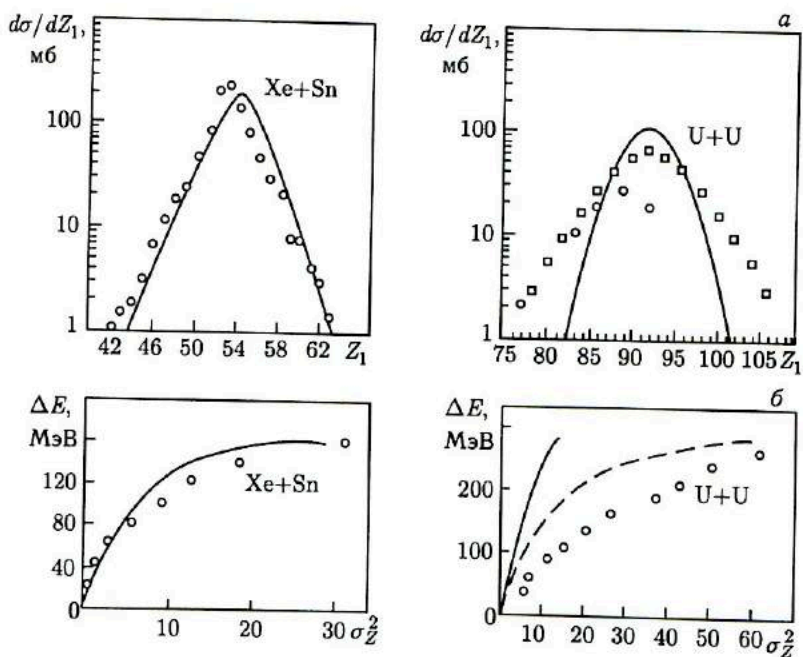 dσ/dZ₁,
мб
Xe+Sn
100
10
1
42 46 50 54 58 62 Z₁
dσ/dZ₁,
мб
а
U+U
100
10
1
75 80 85 90 95 100 105 Z₁
ΔE,
МэВ
Xe+Sn
120
80
40
0
10 20 30 σ²_Z
ΔE,
МэВ
б
U+U
200
100
0
10 20 30 40 50 60 σ²_Z